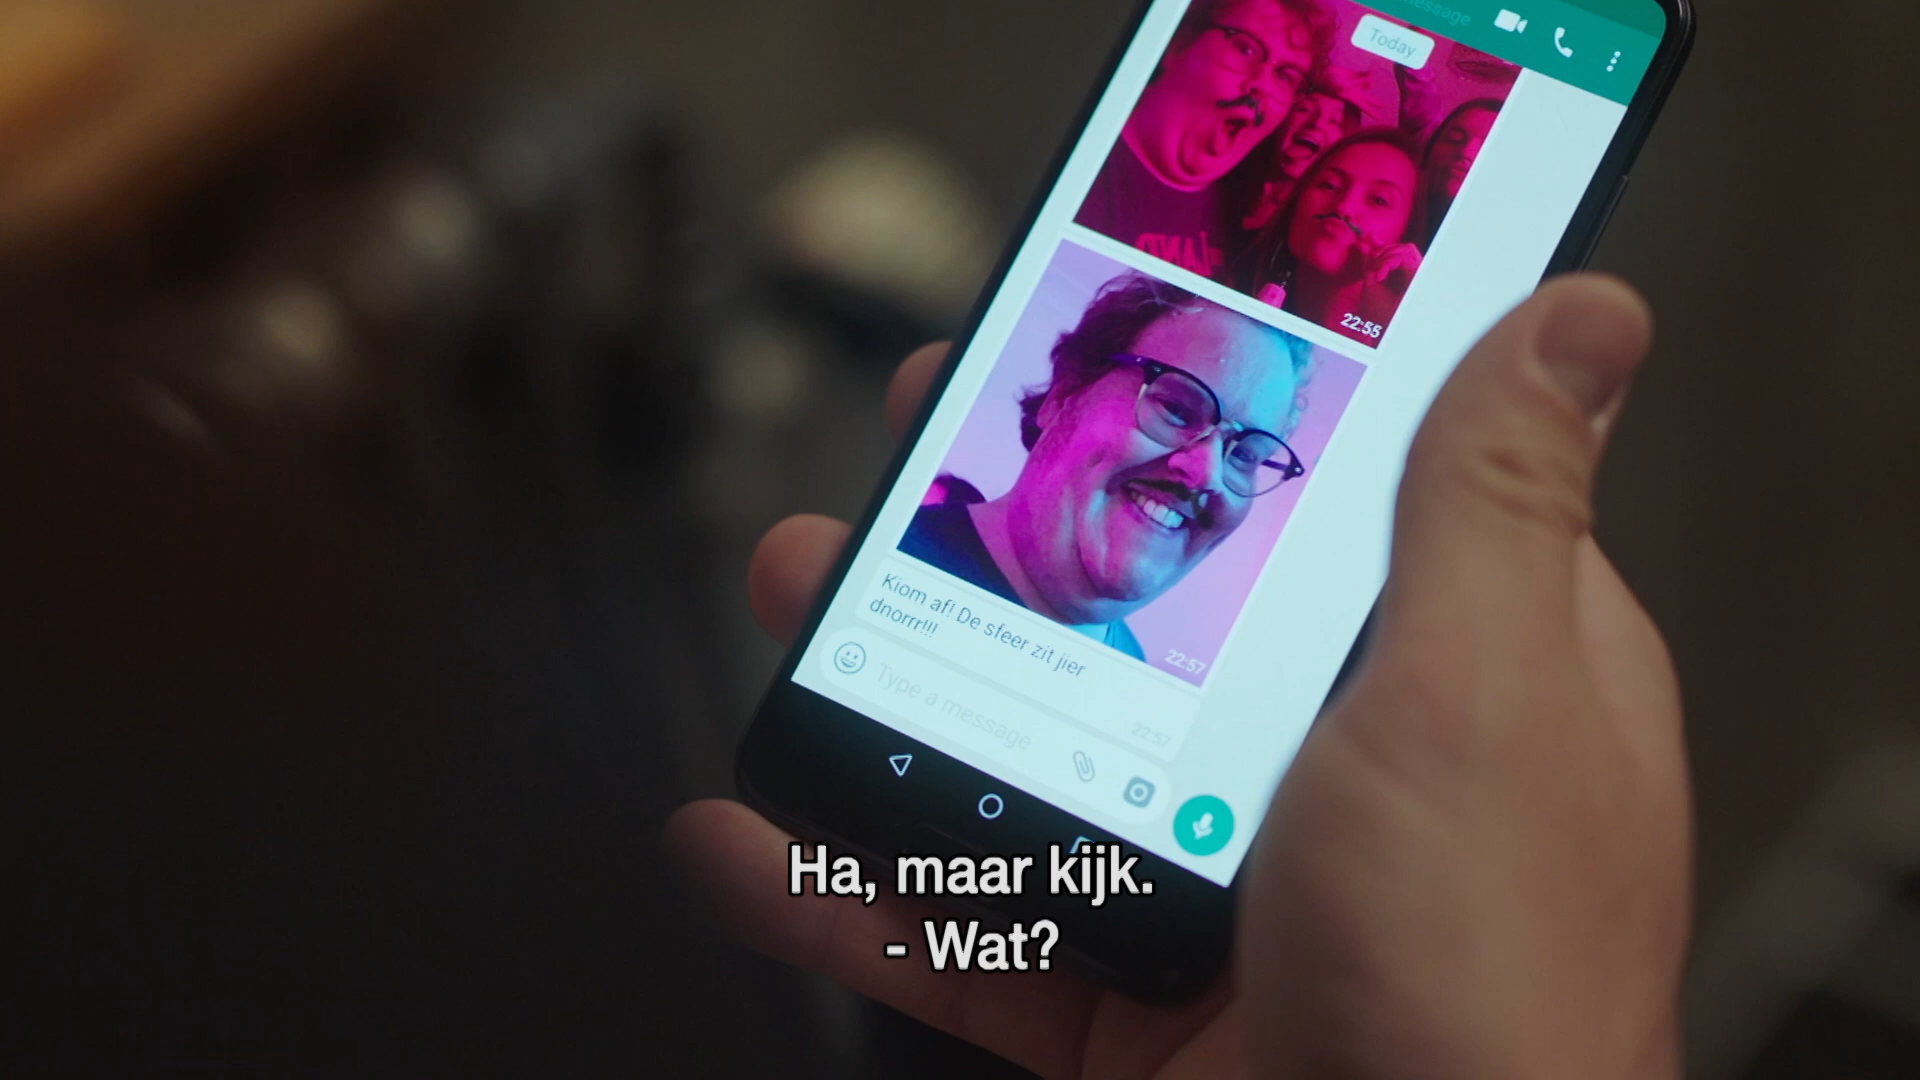 message
Today
22:55
22:57
Kiom af! De sfeer zit jier
dnorrr!!!
22:57
Type a message
Ha, maar kijk.
- Wat?